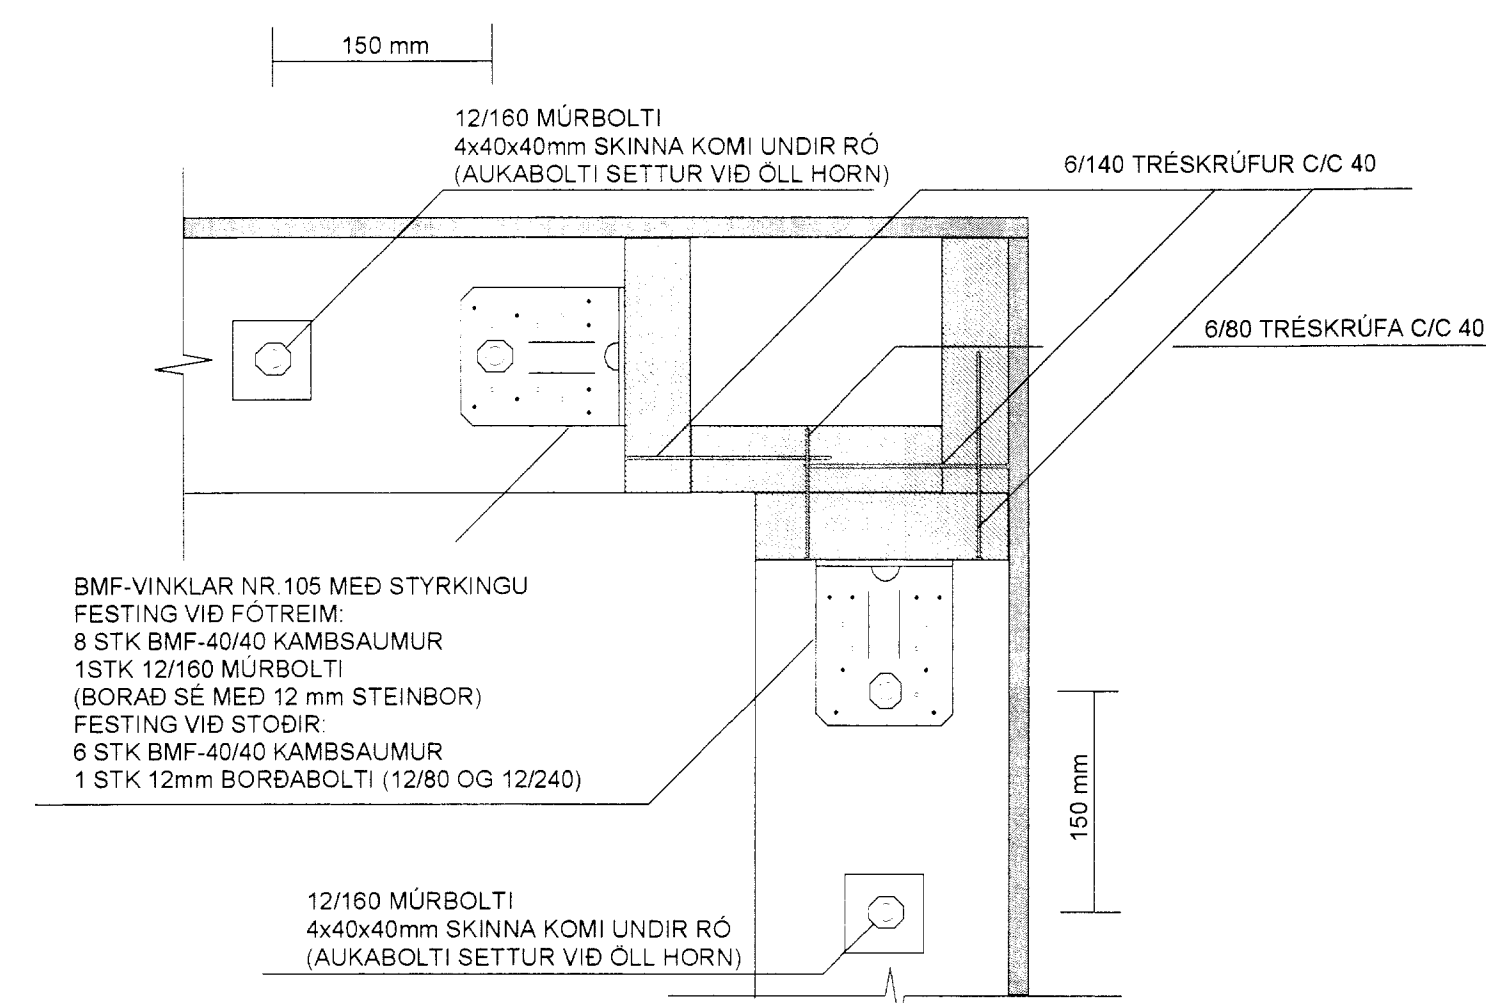 150 mm
12/160 MÚRBOLTI
4x40x40mm SKINNA KOMI UNDIR RÓ
(AUKABOLTI SETTUR VIÐ ÖLL HORN)
6/140 TRÉSKRÚFUR C/C 40
6/80 TRÉSKRÚFA C/C 40
BMF-VINKLAR NR.105 MEÐ STYRKINGU
FESTING VIÐ FÓTREIM:
8 STK BMF-40/40 KAMBSAUMUR
1STK 12/160 MÚRBOLTI
(BORAÐ SÉ MEÐ 12 mm STEINBOR)
FESTING VIÐ STOÐIR:
6 STK BMF-40/40 KAMBSAUMUR
1 STK 12mm BORÐABOLTI (12/80 OG 12/240)
150 mm
12/160 MÚRBOLTI
4x40x40mm SKINNA KOMI UNDIR RÓ
(AUKABOLTI SETTUR VIÐ ÖLL HORN)